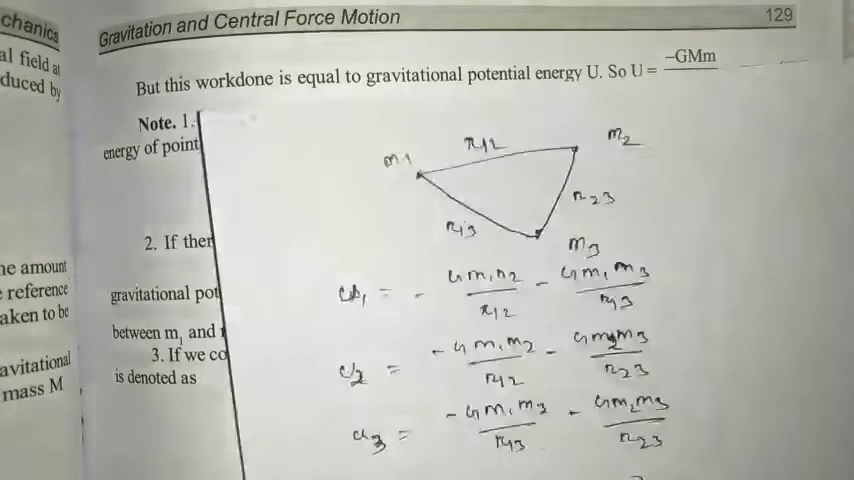 chanics
al field at
duced by
ne amount
reference
aken to be
avitational
mass M
Gravitation and Central Force Motion 129
But this workdone is equal to gravitational potential energy U. So U = -GMm
Note. 1.
energy of point
2. If ther
gravitational pot
between m₁ and
3. If we co
is denoted as
m1 r12 m2
r23
r13
m3
u1 = - Gm1m2/r12 - Gm1m3/r13
u2 = - Gm1m2/r12 - Gm2m3/r23
u3 = - Gm1m3/r13 - Gm2m3/r23